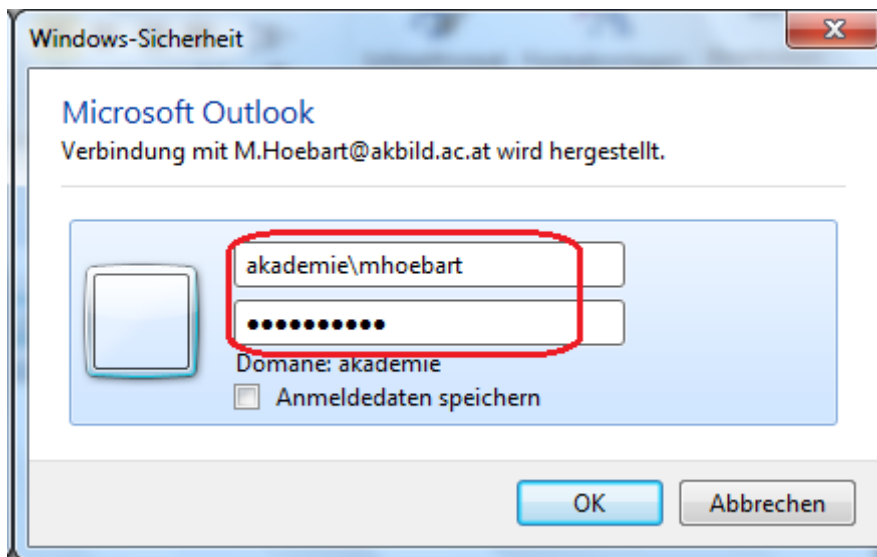 Windows-Sicherheit
Microsoft Outlook
Verbindung mit M.Hoebart@akbild.ac.at wird hergestellt.
akademie\mhoebart
●●●●●●●●●●
Domäne: akademie
Anmeldedaten speichern
OK
Abbrechen